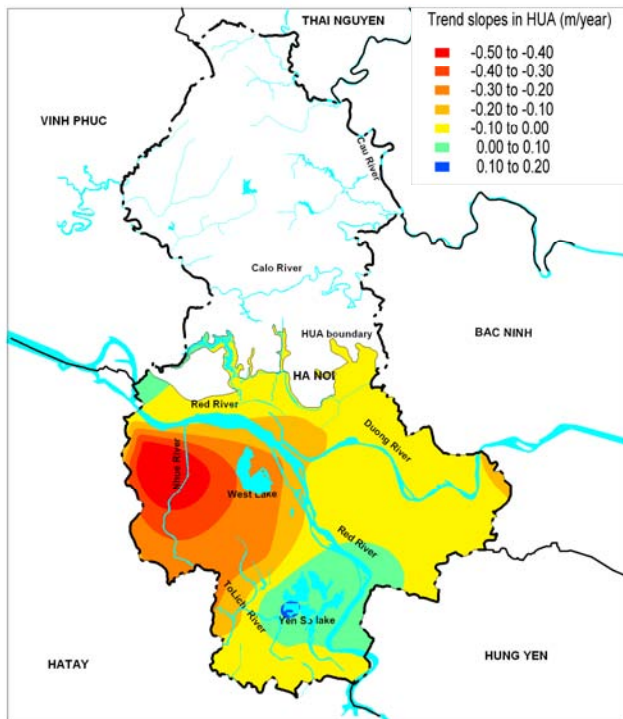 THAI NGUYEN
Trend slopes in HUA (m/year)
-0.50 to -0.40
-0.40 to -0.30
-0.30 to -0.20
-0.20 to -0.10
-0.10 to 0.00
0.00 to 0.10
0.10 to 0.20
VINH PHUC
Cau River
Calo River
HUA boundary
BAC NINH
HA NOI
Red River
Duong River
Nhue River
West Lake
Red River
ToLich River
Yen So lake
HATAY
HUNG YEN